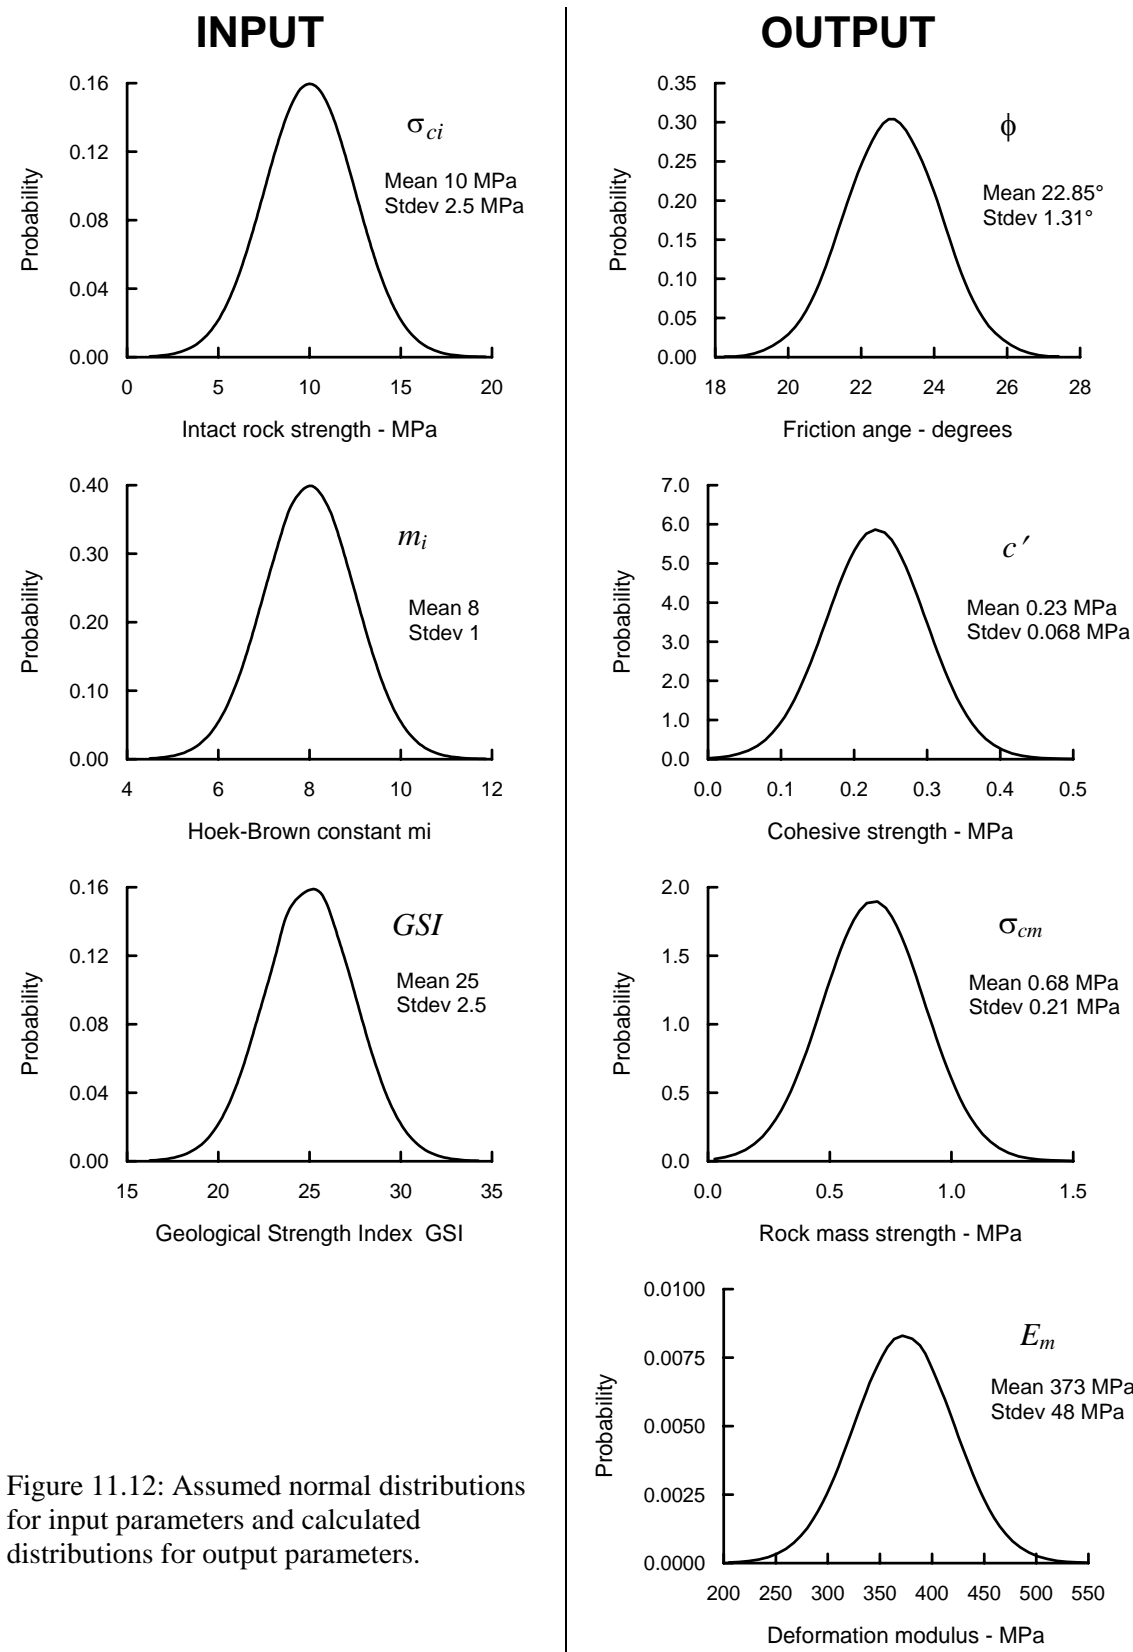 INPUT
0.16
0.12
0.08
0.04
0.00
Probability
σci
Mean 10 MPa
Stdev 2.5 MPa
0 5 10 15 20
Intact rock strength - MPa
0.40
0.30
0.20
0.10
0.00
Probability
mi
Mean 8
Stdev 1
4 6 8 10 12
Hoek-Brown constant mi
0.16
0.12
0.08
0.04
0.00
Probability
GSI
Mean 25
Stdev 2.5
15 20 25 30 35
Geological Strength Index GSI
Figure 11.12: Assumed normal distributions
for input parameters and calculated
distributions for output parameters.
OUTPUT
0.35
0.30
0.25
0.20
0.15
0.10
0.05
0.00
Probability
ϕ
Mean 22.85°
Stdev 1.31°
18 20 22 24 26 28
Friction ange - degrees
7.0
6.0
5.0
4.0
3.0
2.0
1.0
0.0
Probability
c′
Mean 0.23 MPa
Stdev 0.068 MPa
0.0 0.1 0.2 0.3 0.4 0.5
Cohesive strength - MPa
2.0
1.5
1.0
0.5
0.0
Probability
σcm
Mean 0.68 MPa
Stdev 0.21 MPa
0.0 0.5 1.0 1.5
Rock mass strength - MPa
0.0100
0.0075
0.0050
0.0025
0.0000
Probability
Em
Mean 373 MPa
Stdev 48 MPa
200 250 300 350 400 450 500 550
Deformation modulus - MPa